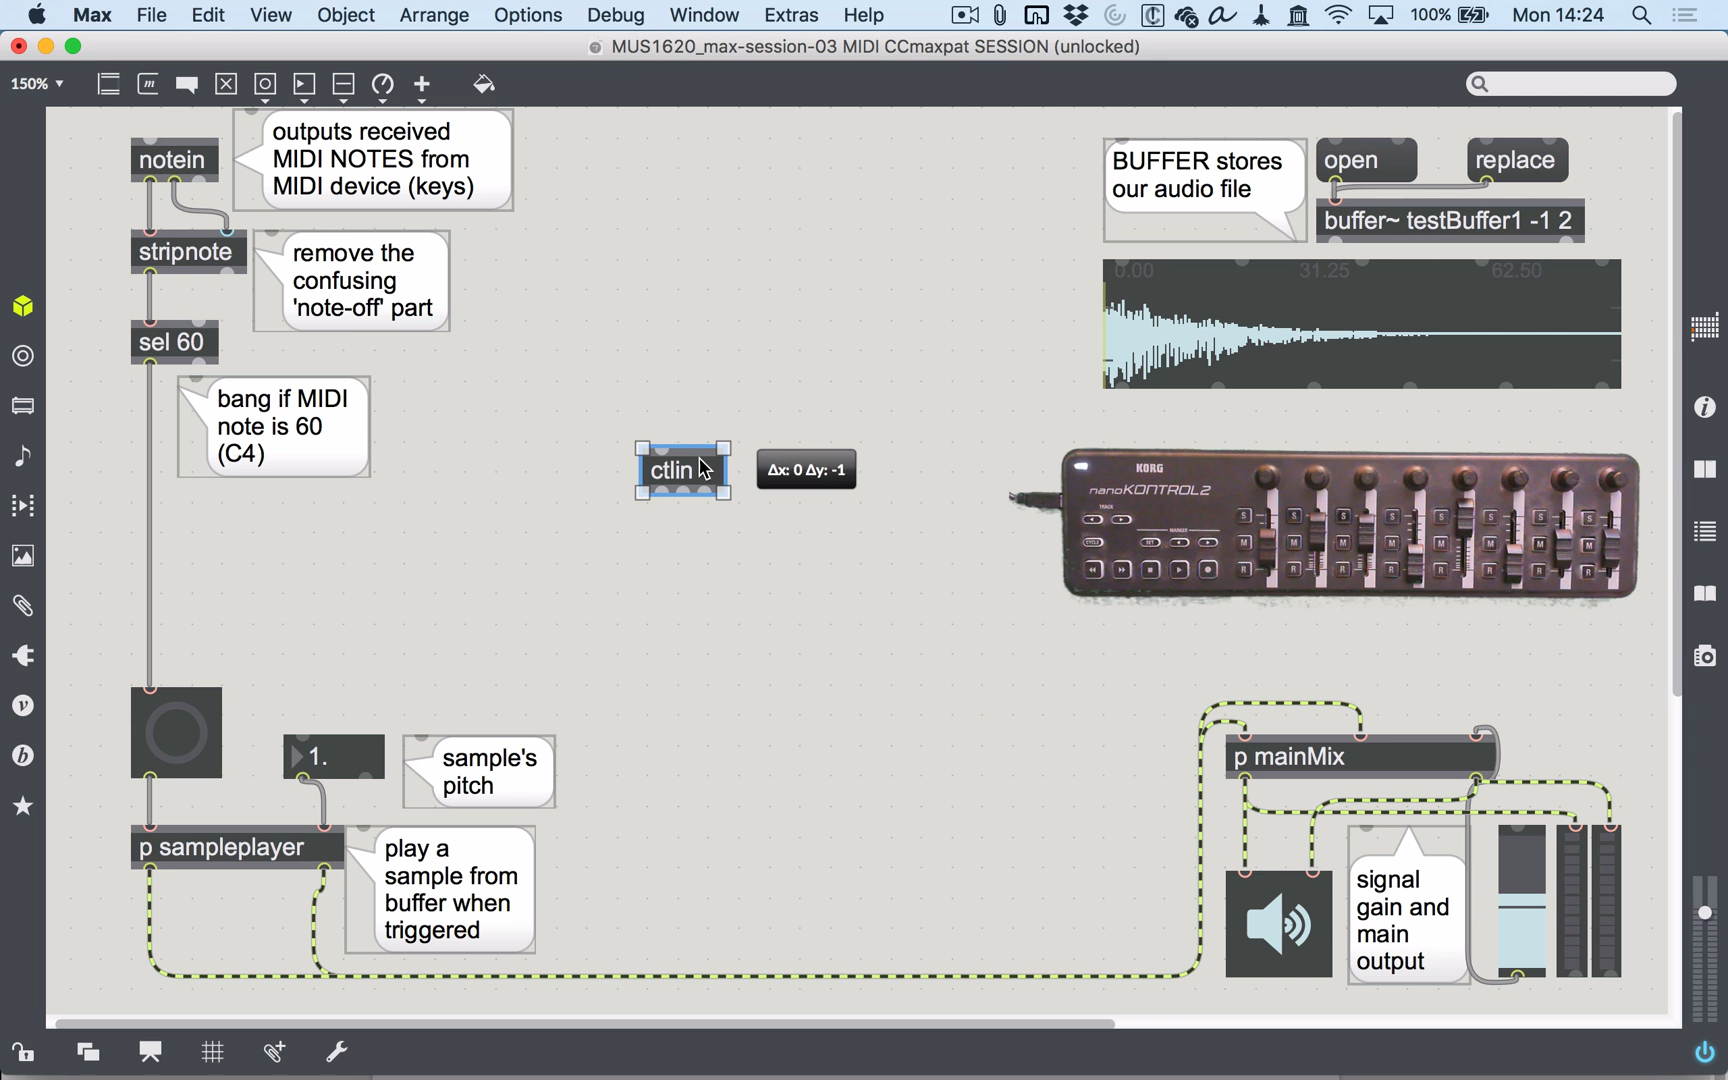 Max File Edit View Object Arrange Options Debug Window Extras Help 100% Mon 14:24
MUS1620_max-session-03 MIDI CCmaxpat SESSION (unlocked)
150%
notein
outputs received
MIDI NOTES from
MIDI device (keys)
stripnote
remove the
confusing
'note-off' part
sel 60
bang if MIDI
note is 60
(C4)
ctlin
Δx: 0 Δy: -1
BUFFER stores
our audio file
open
replace
buffer~ testBuffer1 -1 2
0.00 31.25 62.50
KORG
nanoKONTROL2
TRACK
MARKER
CYCLE
SET
S S S S S S S S
M M M M M M M M
R R R R R R R R
1.
sample's
pitch
p sampleplayer
play a
sample from
buffer when
triggered
p mainMix
signal
gain and
main
output